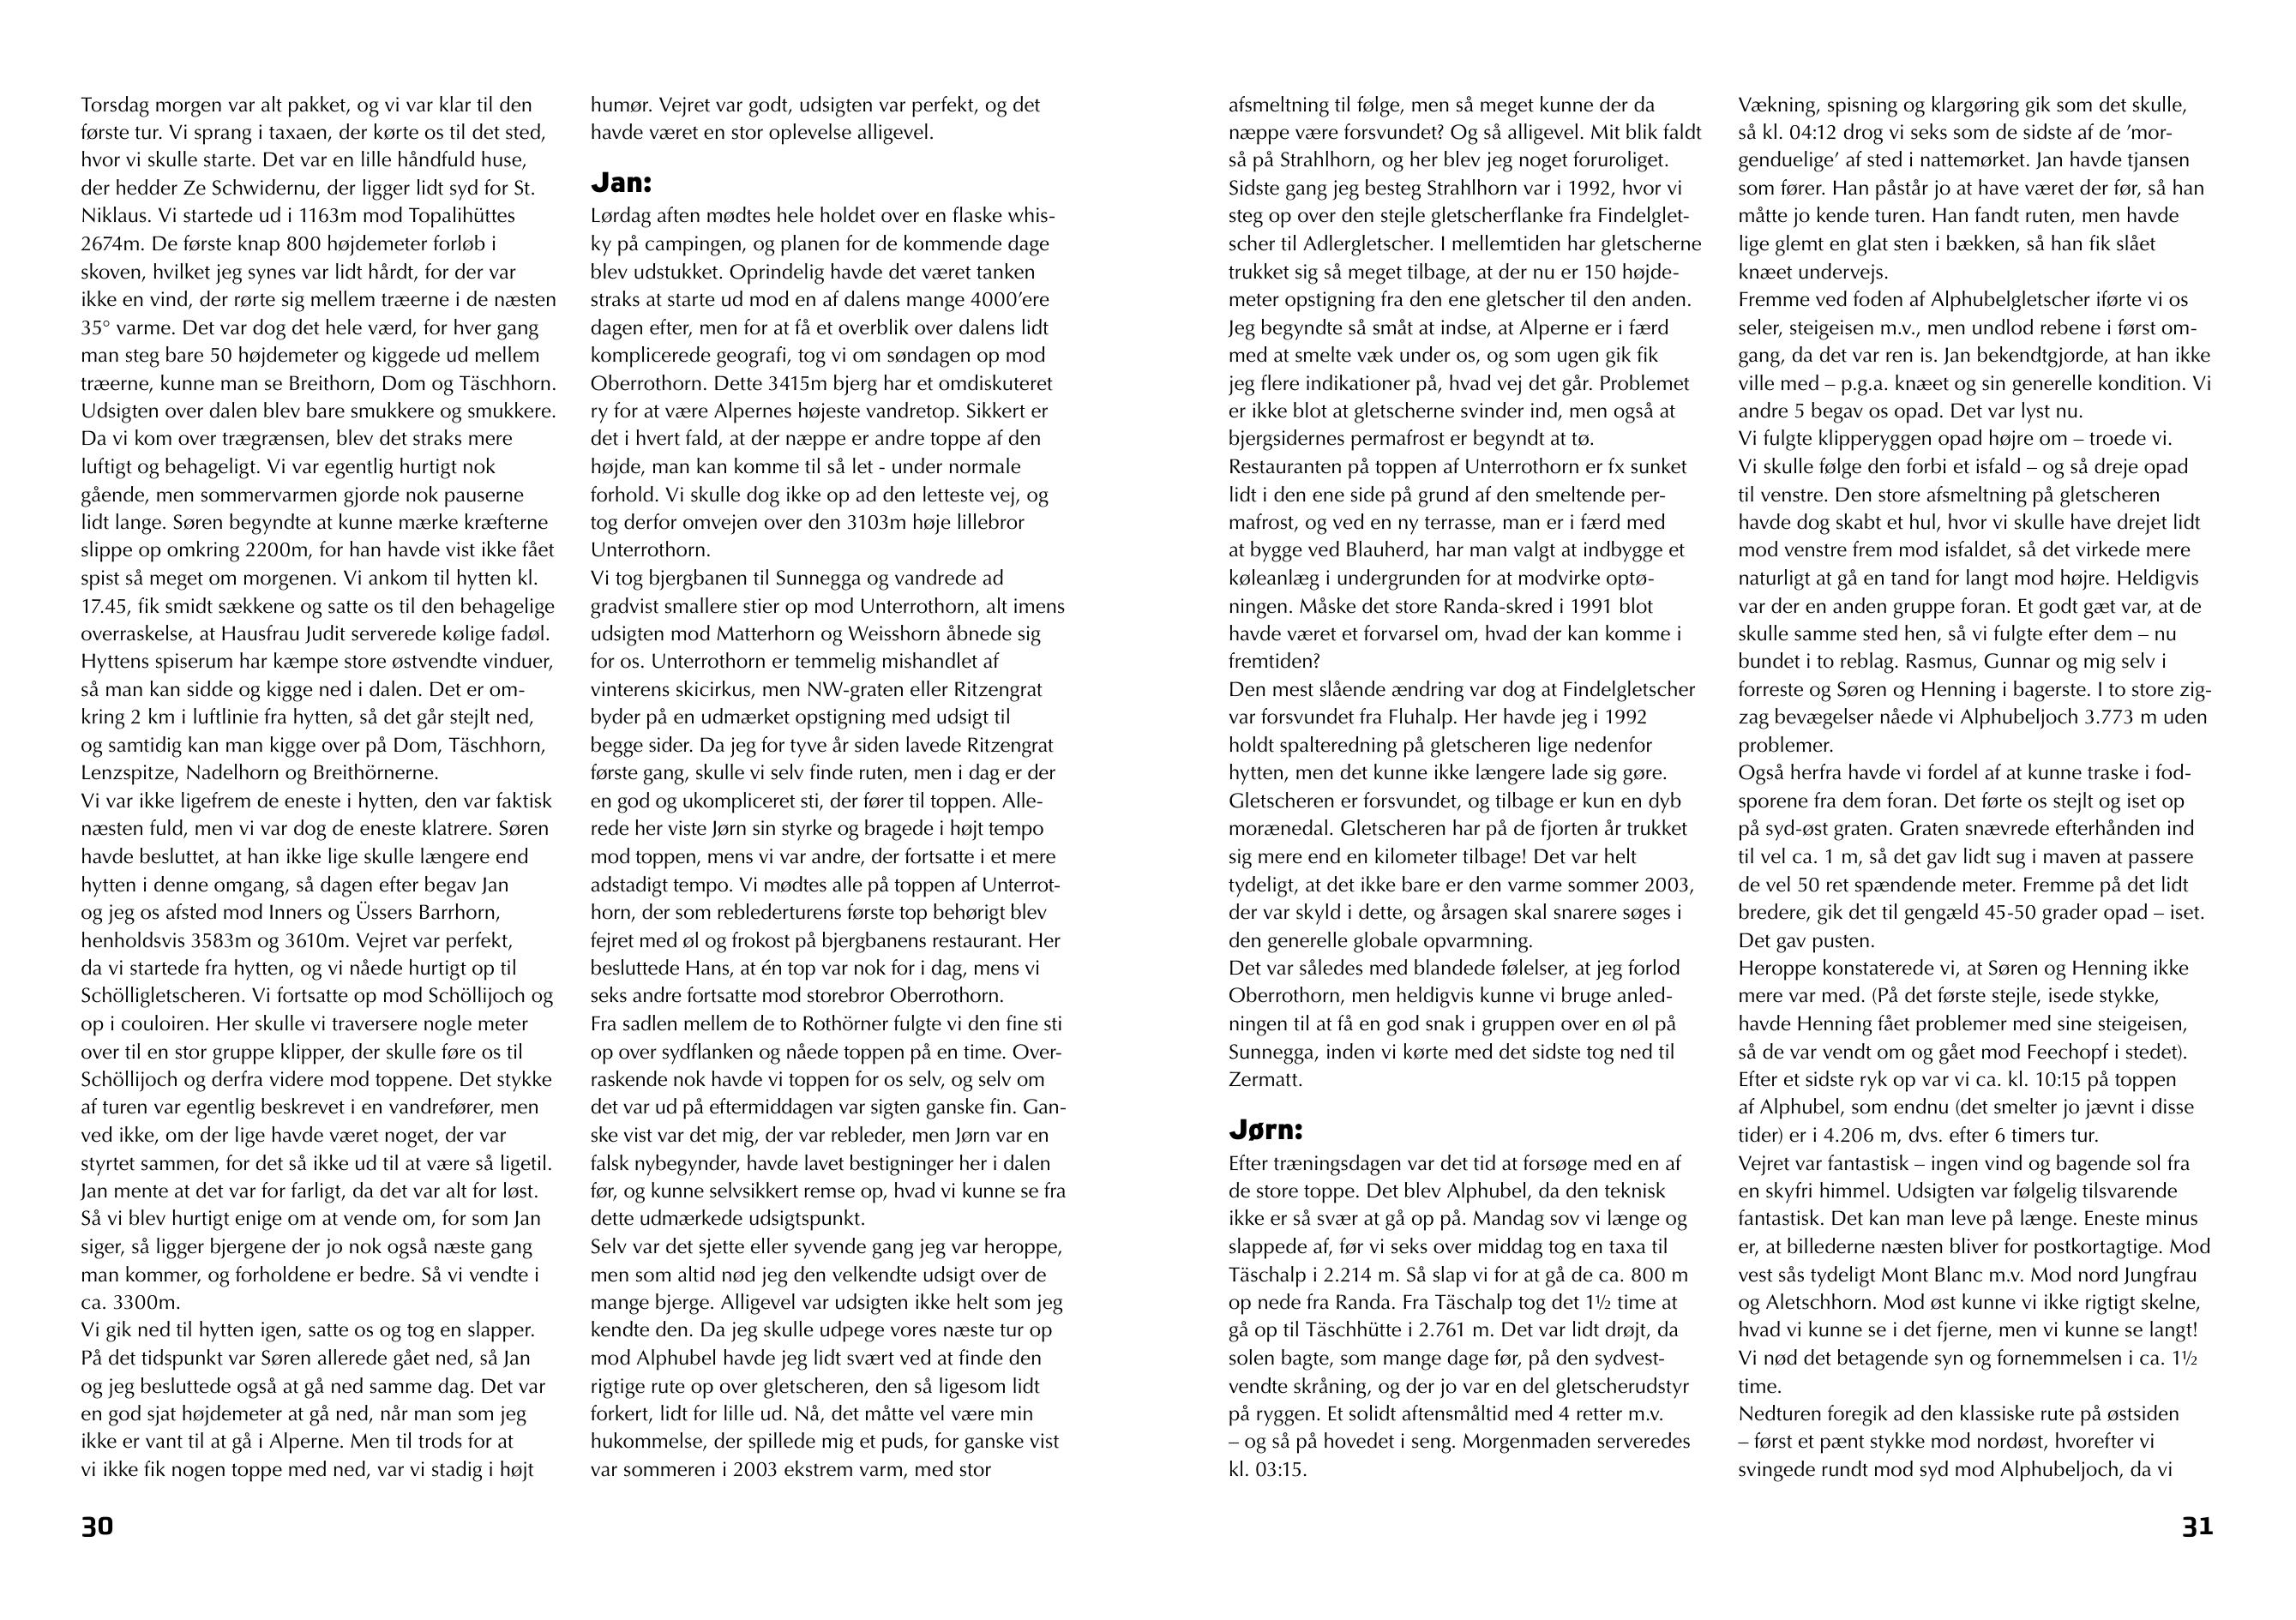 Torsdag morgen var alt pakket, og vi var klar til den
første tur. Vi sprang i taxaen, der kørte os til det sted,
hvor vi skulle starte. Det var en lille håndfuld huse,
der hedder Ze Schwidernu, der ligger lidt syd for St.
Niklaus. Vi startede ud i 1163m mod Topalihüttes
2674m. De første knap 800 højdemeter forløb i
skoven, hvilket jeg synes var lidt hårdt, for der var
ikke en vind, der rørte sig mellem træerne i de næsten
35° varme. Det var dog det hele værd, for hver gang
man steg bare 50 højdemeter og kiggede ud mellem
træerne, kunne man se Breithorn, Dom og Täschhorn.
Udsigten over dalen blev bare smukkere og smukkere.
Da vi kom over trægrænsen, blev det straks mere
luftigt og behageligt. Vi var egentlig hurtigt nok
gående, men sommervarmen gjorde nok pauserne
lidt lange. Søren begyndte at kunne mærke kræfterne
slippe op omkring 2200m, for han havde vist ikke fået
spist så meget om morgenen. Vi ankom til hytten kl.
17.45, fik smidt sækkene og satte os til den behagelige
overraskelse, at Hausfrau Judit serverede kølige fadøl.
Hyttens spiserum har kæmpe store østvendte vinduer,
så man kan sidde og kigge ned i dalen. Det er om-
kring 2 km i luftlinie fra hytten, så det går stejlt ned,
og samtidig kan man kigge over på Dom, Täschhorn,
Lenzspitze, Nadelhorn og Breithörnerne.
Vi var ikke ligefrem de eneste i hytten, den var faktisk
næsten fuld, men vi var dog de eneste klatrere. Søren
havde besluttet, at han ikke lige skulle længere end
hytten i denne omgang, så dagen efter begav Jan
og jeg os afsted mod Inners og Üssers Barrhorn,
henholdsvis 3583m og 3610m. Vejret var perfekt,
da vi startede fra hytten, og vi nåede hurtigt op til
Schölligletscheren. Vi fortsatte op mod Schöllijoch og
op i couloiren. Her skulle vi traversere nogle meter
over til en stor gruppe klipper, der skulle føre os til
Schöllijoch og derfra videre mod toppene. Det stykke
af turen var egentlig beskrevet i en vandrefører, men
ved ikke, om der lige havde været noget, der var
styrtet sammen, for det så ikke ud til at være så ligetil.
Jan mente at det var for farligt, da det var alt for løst.
Så vi blev hurtigt enige om at vende om, for som Jan
siger, så ligger bjergene der jo nok også næste gang
man kommer, og forholdene er bedre. Så vi vendte i
ca. 3300m.
Vi gik ned til hytten igen, satte os og tog en slapper.
På det tidspunkt var Søren allerede gået ned, så Jan
og jeg besluttede også at gå ned samme dag. Det var
en god sjat højdemeter at gå ned, når man som jeg
ikke er vant til at gå i Alperne. Men til trods for at
vi ikke fik nogen toppe med ned, var vi stadig i højt
humør. Vejret var godt, udsigten var perfekt, og det
havde været en stor oplevelse alligevel.
Jan:
Lørdag aften mødtes hele holdet over en flaske whis-
ky på campingen, og planen for de kommende dage
blev udstukket. Oprindelig havde det været tanken
straks at starte ud mod en af dalens mange 4000’ere
dagen efter, men for at få et overblik over dalens lidt
komplicerede geografi, tog vi om søndagen op mod
Oberrothorn. Dette 3415m bjerg har et omdiskuteret
ry for at være Alpernes højeste vandretop. Sikkert er
det i hvert fald, at der næppe er andre toppe af den
højde, man kan komme til så let - under normale
forhold. Vi skulle dog ikke op ad den letteste vej, og
tog derfor omvejen over den 3103m høje lillebror
Unterrothorn.
Vi tog bjergbanen til Sunnegga og vandrede ad
gradvist smallere stier op mod Unterrothorn, alt imens
udsigten mod Matterhorn og Weisshorn åbnede sig
for os. Unterrothorn er temmelig mishandlet af
vinterens skicirkus, men NW-graten eller Ritzengrat
byder på en udmærket opstigning med udsigt til
begge sider. Da jeg for tyve år siden lavede Ritzengrat
første gang, skulle vi selv finde ruten, men i dag er der
en god og ukompliceret sti, der fører til toppen. Alle-
rede her viste Jørn sin styrke og bragede i højt tempo
mod toppen, mens vi var andre, der fortsatte i et mere
adstadigt tempo. Vi mødtes alle på toppen af Unterrot-
horn, der som reblederturens første top behørigt blev
fejret med øl og frokost på bjergbanens restaurant. Her
besluttede Hans, at én top var nok for i dag, mens vi
seks andre fortsatte mod storebror Oberrothorn.
Fra sadlen mellem de to Rothörner fulgte vi den fine sti
op over sydflanken og nåede toppen på en time. Over-
raskende nok havde vi toppen for os selv, og selv om
det var ud på eftermiddagen var sigten ganske fin. Gan-
ske vist var det mig, der var rebleder, men Jørn var en
falsk nybegynder, havde lavet bestigninger her i dalen
før, og kunne selvsikkert remse op, hvad vi kunne se fra
dette udmærkede udsigtspunkt.
Selv var det sjette eller syvende gang jeg var heroppe,
men som altid nød jeg den velkendte udsigt over de
mange bjerge. Alligevel var udsigten ikke helt som jeg
kendte den. Da jeg skulle udpege vores næste tur op
mod Alphubel havde jeg lidt svært ved at finde den
rigtige rute op over gletscheren, den så ligesom lidt
forkert, lidt for lille ud. Nå, det måtte vel være min
hukommelse, der spillede mig et puds, for ganske vist
var sommeren i 2003 ekstrem varm, med stor
30
afsmeltning til følge, men så meget kunne der da
næppe være forsvundet? Og så alligevel. Mit blik faldt
så på Strahlhorn, og her blev jeg noget foruroliget.
Sidste gang jeg besteg Strahlhorn var i 1992, hvor vi
steg op over den stejle gletscherflanke fra Findelglet-
scher til Adlergletscher. I mellemtiden har gletscherne
trukket sig så meget tilbage, at der nu er 150 højde-
meter opstigning fra den ene gletscher til den anden.
Jeg begyndte så småt at indse, at Alperne er i færd
med at smelte væk under os, og som ugen gik fik
jeg flere indikationer på, hvad vej det går. Problemet
er ikke blot at gletscherne svinder ind, men også at
bjergsidernes permafrost er begyndt at tø.
Restauranten på toppen af Unterrothorn er fx sunket
lidt i den ene side på grund af den smeltende per-
mafrost, og ved en ny terrasse, man er i færd med
at bygge ved Blauherd, har man valgt at indbygge et
køleanlæg i undergrunden for at modvirke optø-
ningen. Måske det store Randa-skred i 1991 blot
havde været et forvarsel om, hvad der kan komme i
fremtiden?
Den mest slående ændring var dog at Findelgletscher
var forsvundet fra Fluhalp. Her havde jeg i 1992
holdt spalteredning på gletscheren lige nedenfor
hytten, men det kunne ikke længere lade sig gøre.
Gletscheren er forsvundet, og tilbage er kun en dyb
morænedal. Gletscheren har på de fjorten år trukket
sig mere end en kilometer tilbage! Det var helt
tydeligt, at det ikke bare er den varme sommer 2003,
der var skyld i dette, og årsagen skal snarere søges i
den generelle globale opvarmning.
Det var således med blandede følelser, at jeg forlod
Oberrothorn, men heldigvis kunne vi bruge anled-
ningen til at få en god snak i gruppen over en øl på
Sunnegga, inden vi kørte med det sidste tog ned til
Zermatt.
Jørn:
Efter træningsdagen var det tid at forsøge med en af
de store toppe. Det blev Alphubel, da den teknisk
ikke er så svær at gå op på. Mandag sov vi længe og
slappede af, før vi seks over middag tog en taxa til
Täschalp i 2.214 m. Så slap vi for at gå de ca. 800 m
op nede fra Randa. Fra Täschalp tog det 1½ time at
gå op til Täschhütte i 2.761 m. Det var lidt drøjt, da
solen bagte, som mange dage før, på den sydvest-
vendte skråning, og der jo var en del gletscherudstyr
på ryggen. Et solidt aftensmåltid med 4 retter m.v.
– og så på hovedet i seng. Morgenmaden serveredes
kl. 03:15.
Vækning, spisning og klargøring gik som det skulle,
så kl. 04:12 drog vi seks som de sidste af de ’mor-
genduelige’ af sted i nattemørket. Jan havde tjansen
som fører. Han påstår jo at have været der før, så han
måtte jo kende turen. Han fandt ruten, men havde
lige glemt en glat sten i bækken, så han fik slået
knæet undervejs.
Fremme ved foden af Alphubelgletscher iførte vi os
seler, steigeisen m.v., men undlod rebene i først om-
gang, da det var ren is. Jan bekendtgjorde, at han ikke
ville med – p.g.a. knæet og sin generelle kondition. Vi
andre 5 begav os opad. Det var lyst nu.
Vi fulgte klipperyggen opad højre om – troede vi.
Vi skulle følge den forbi et isfald – og så dreje opad
til venstre. Den store afsmeltning på gletscheren
havde dog skabt et hul, hvor vi skulle have drejet lidt
mod venstre frem mod isfaldet, så det virkede mere
naturligt at gå en tand for langt mod højre. Heldigvis
var der en anden gruppe foran. Et godt gæt var, at de
skulle samme sted hen, så vi fulgte efter dem – nu
bundet i to reblag. Rasmus, Gunnar og mig selv i
forreste og Søren og Henning i bagerste. I to store zig-
zag bevægelser nåede vi Alphubeljoch 3.773 m uden
problemer.
Også herfra havde vi fordel af at kunne traske i fod-
sporene fra dem foran. Det førte os stejlt og iset op
på syd-øst graten. Graten snævrede efterhånden ind
til vel ca. 1 m, så det gav lidt sug i maven at passere
de vel 50 ret spændende meter. Fremme på det lidt
bredere, gik det til gengæld 45-50 grader opad – iset.
Det gav pusten.
Heroppe konstaterede vi, at Søren og Henning ikke
mere var med. (På det første stejle, isede stykke,
havde Henning fået problemer med sine steigeisen,
så de var vendt om og gået mod Feechopf i stedet).
Efter et sidste ryk op var vi ca. kl. 10:15 på toppen
af Alphubel, som endnu (det smelter jo jævnt i disse
tider) er i 4.206 m, dvs. efter 6 timers tur.
Vejret var fantastisk – ingen vind og bagende sol fra
en skyfri himmel. Udsigten var følgelig tilsvarende
fantastisk. Det kan man leve på længe. Eneste minus
er, at billederne næsten bliver for postkortagtige. Mod
vest sås tydeligt Mont Blanc m.v. Mod nord Jungfrau
og Aletschhorn. Mod øst kunne vi ikke rigtigt skelne,
hvad vi kunne se i det fjerne, men vi kunne se langt!
Vi nød det betagende syn og fornemmelsen i ca. 1½
time.
Nedturen foregik ad den klassiske rute på østsiden
– først et pænt stykke mod nordøst, hvorefter vi
svingede rundt mod syd mod Alphubeljoch, da vi
31